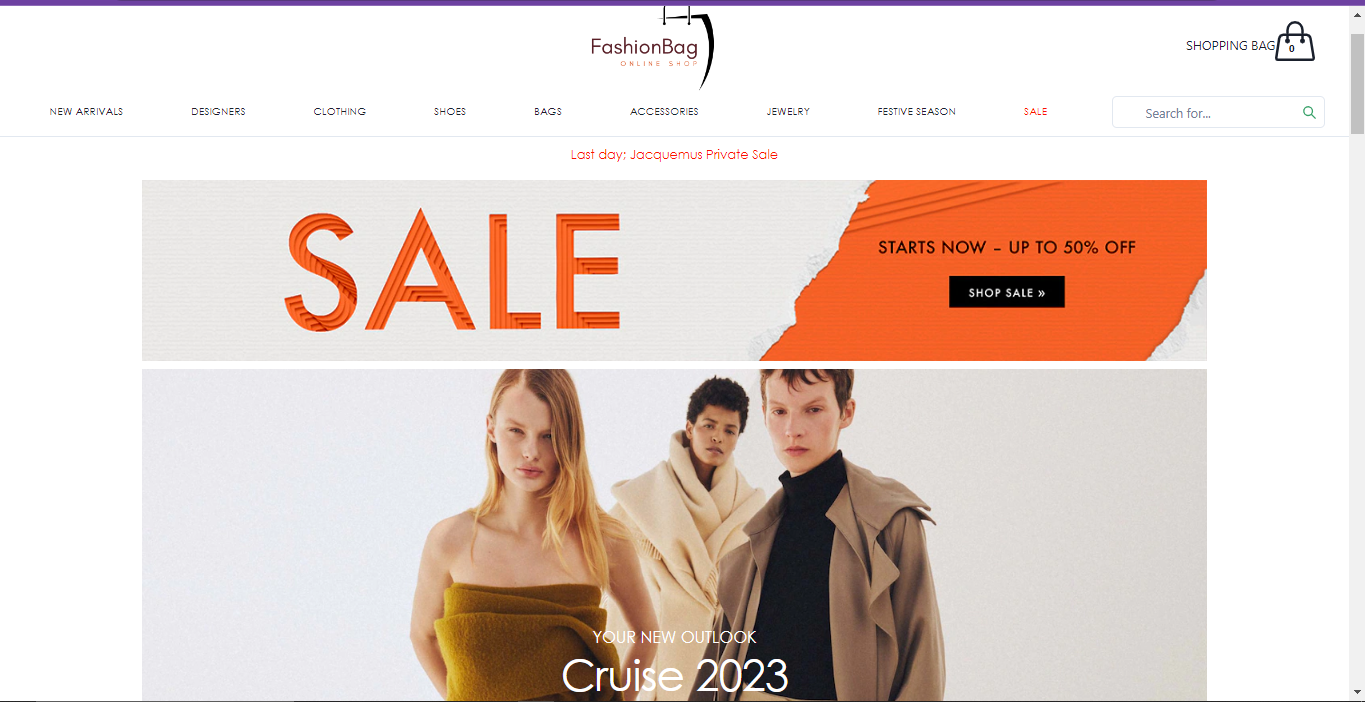 FashionBag
ONLINE SHOP
SHOPPING BAG 0
NEW ARRIVALS DESIGNERS CLOTHING SHOES BAGS ACCESSORIES JEWELRY FESTIVE SEASON SALE Search for...
Last day; Jacquemus Private Sale
SALE
STARTS NOW – UP TO 50% OFF
SHOP SALE »
YOUR NEW OUTLOOK
Cruise 2023